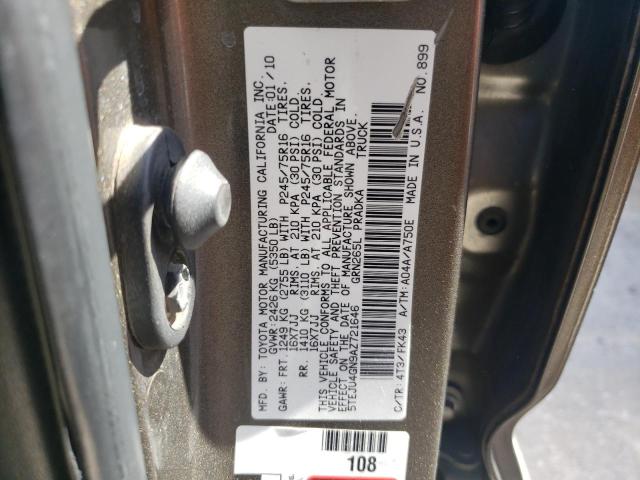 MFD. BY: TOYOTA MOTOR MANUFACTURING CALIFORNIA INC.
GVWR: 2426 KG (5350 LB) DATE: 01/10
GAWR: FRT. 1249 KG (2755 LB) WITH P245/75R16 TIRES,
16X7JJ RIMS, AT 210 KPA (30 PSI) COLD.
RR. 1410 KG (3110 LB) WITH P245/75R16 TIRES,
16X7JJ RIMS, AT 210 KPA (30 PSI) COLD.
THIS VEHICLE CONFORMS TO ALL APPLICABLE FEDERAL MOTOR
VEHICLE SAFETY AND THEFT PREVENTION STANDARDS IN
EFFECT ON THE DATE OF MANUFACTURE SHOWN ABOVE.
5TEJU4GN9AZ721646 GRN265L PRADKA TRUCK
C/TR: 4T3/FK43 A/TM: A04A/A750E MADE IN U.S.A. NO. 899
108